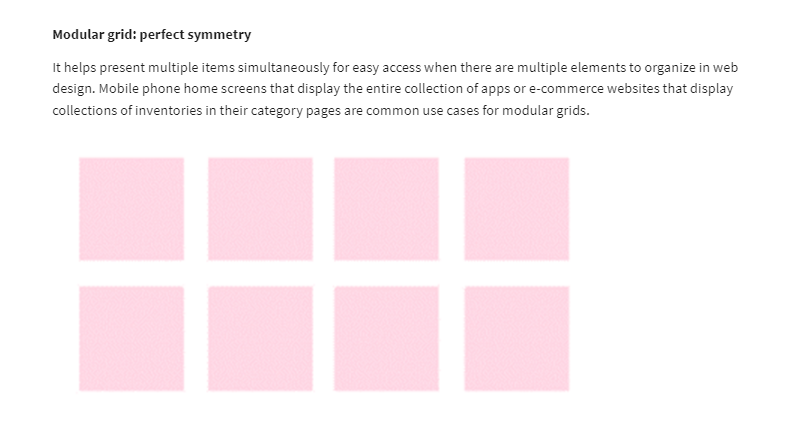 Modular grid: perfect symmetry
It helps present multiple items simultaneously for easy access when there are multiple elements to organize in web
design. Mobile phone home screens that display the entire collection of apps or e-commerce websites that display
collections of inventories in their category pages are common use cases for modular grids.